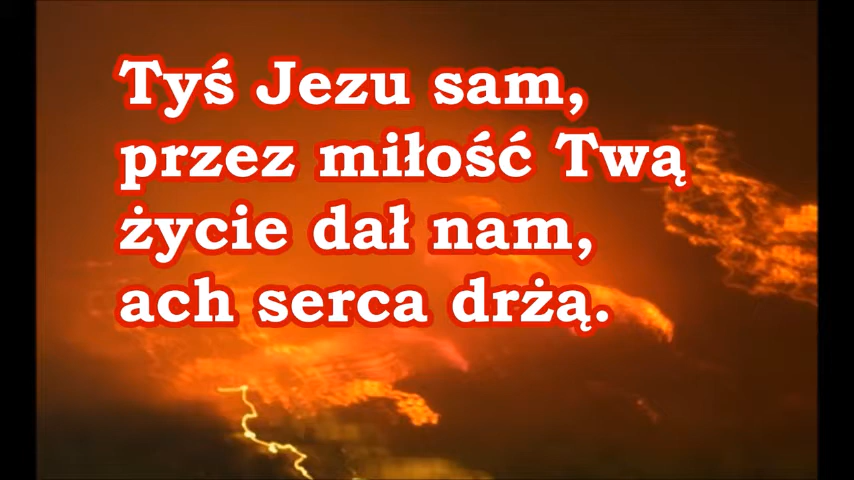 Tyś Jezu sam,
przez miłość Twą
życie dał nam,
ach serca drżą.